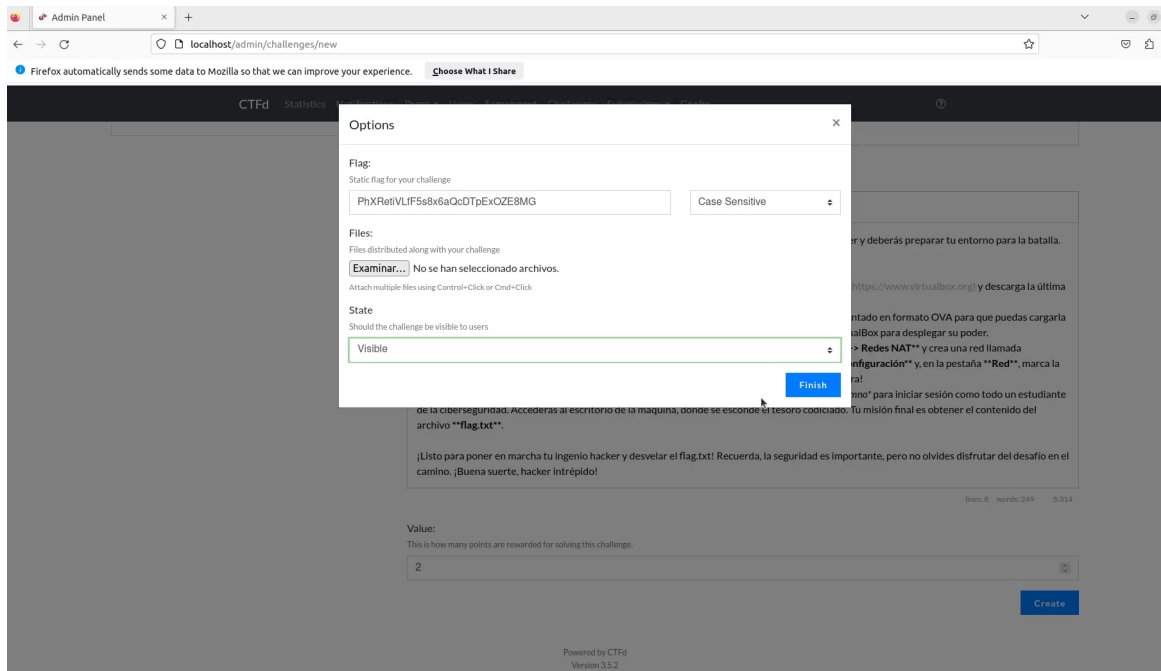 Admin Panel
localhost/admin/challenges/new
Firefox automatically sends some data to Mozilla so that we can improve your experience.
Choose What I Share
CTFd
Statistics
Options
Flag:
Static flag for your challenge
PhXRetiVLfF5s8x6aQcDTpExOZE8MG
Case Sensitive
Files:
Files distributed along with your challenge
Examinar...
No se han seleccionado archivos.
Attach multiple files using Control+Click or Cmd+Click
State
Should the challenge be visible to users
Visible
Finish
er y deberás preparar tu entorno para la batalla.
https://www.virtualbox.org) y descarga la última
ntado en formato OVA para que puedas cargarla
ualBox para desplegar su poder.
> Redes NAT** y crea una red llamada
nfiguración** y, en la pestaña **Red**, marca la
ra!
mno* para iniciar sesión como todo un estudiante
de la ciberseguridad. Accederás al escritorio de la máquina, donde se esconde el tesoro codiciado. Tu misión final es obtener el contenido del
archivo **flag.txt**.
¡Listo para poner en marcha tu ingenio hacker y desvelar el flag.txt! Recuerda, la seguridad es importante, pero no olvides disfrutar del desafío en el
camino. ¡Buena suerte, hacker intrépido!
lines: 8 words: 249 5:314
Value:
This is how many points are rewarded for solving this challenge.
2
Create
Powered by CTFd
Version 3.5.2